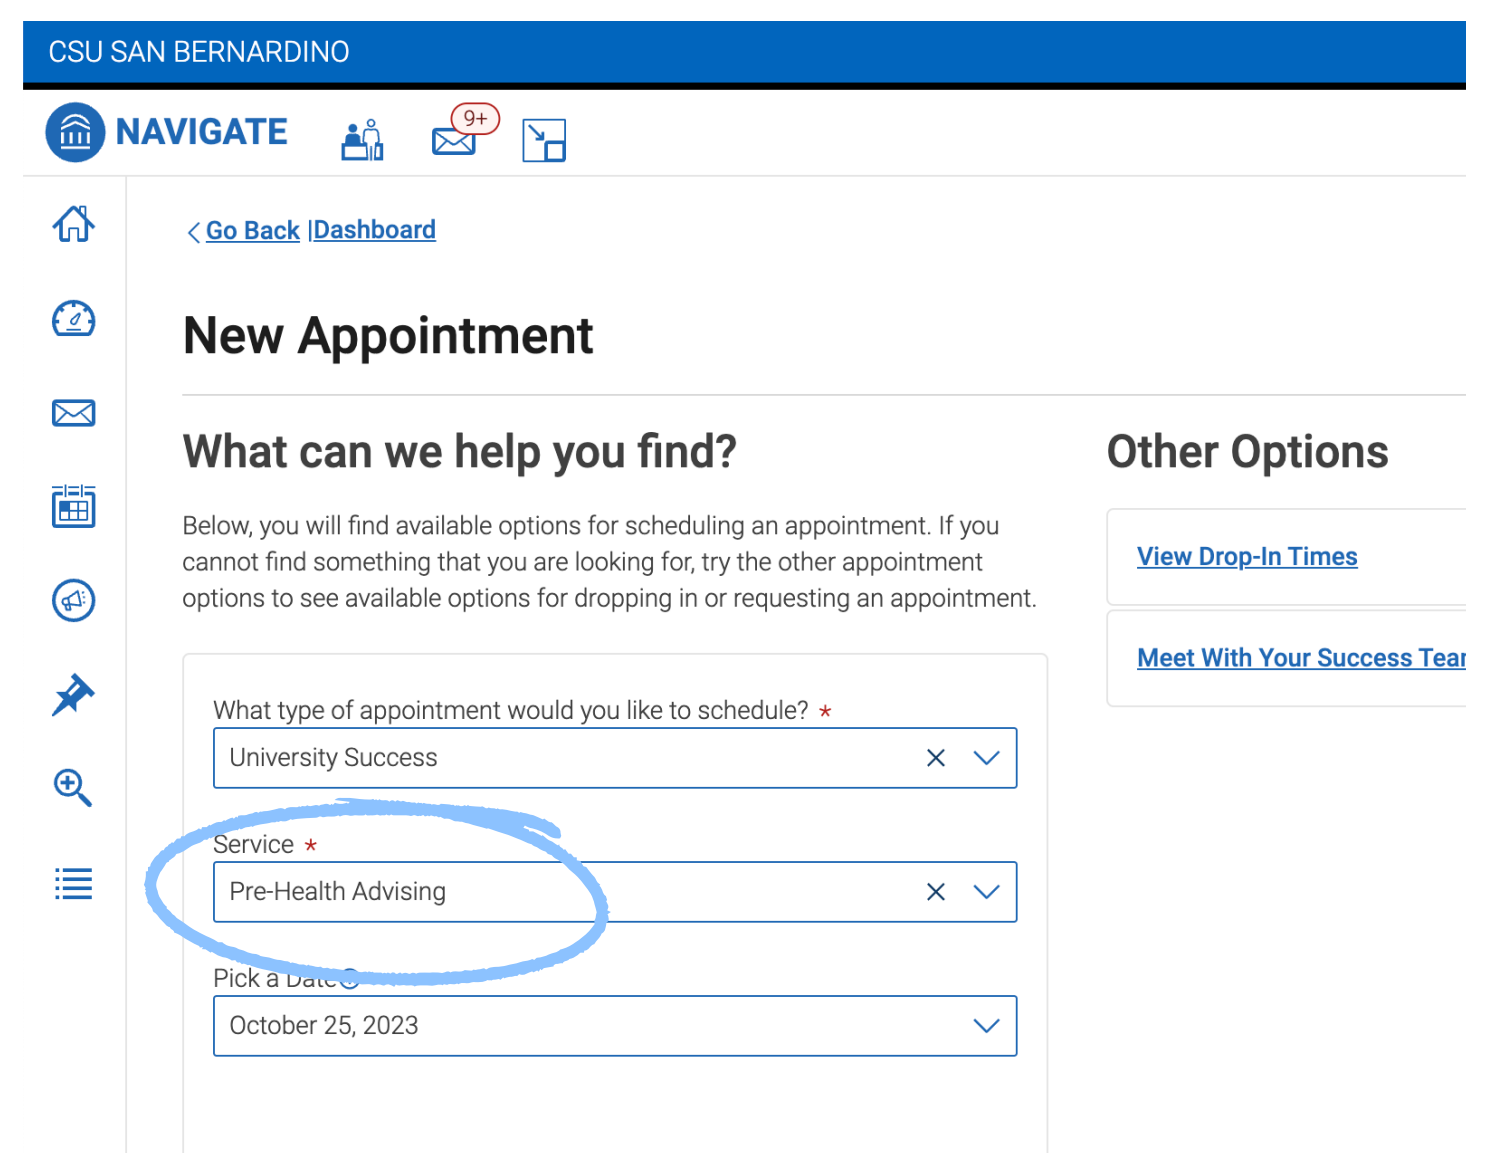 CSU SAN BERNARDINO
NAVIGATE
9+
Go Back |Dashboard
New Appointment
What can we help you find?
Below, you will find available options for scheduling an appointment. If you
cannot find something that you are looking for, try the other appointment
options to see available options for dropping in or requesting an appointment.
What type of appointment would you like to schedule? *
University Success
Service *
Pre-Health Advising
Pick a Date
October 25, 2023
Other Options
View Drop-In Times
Meet With Your Success